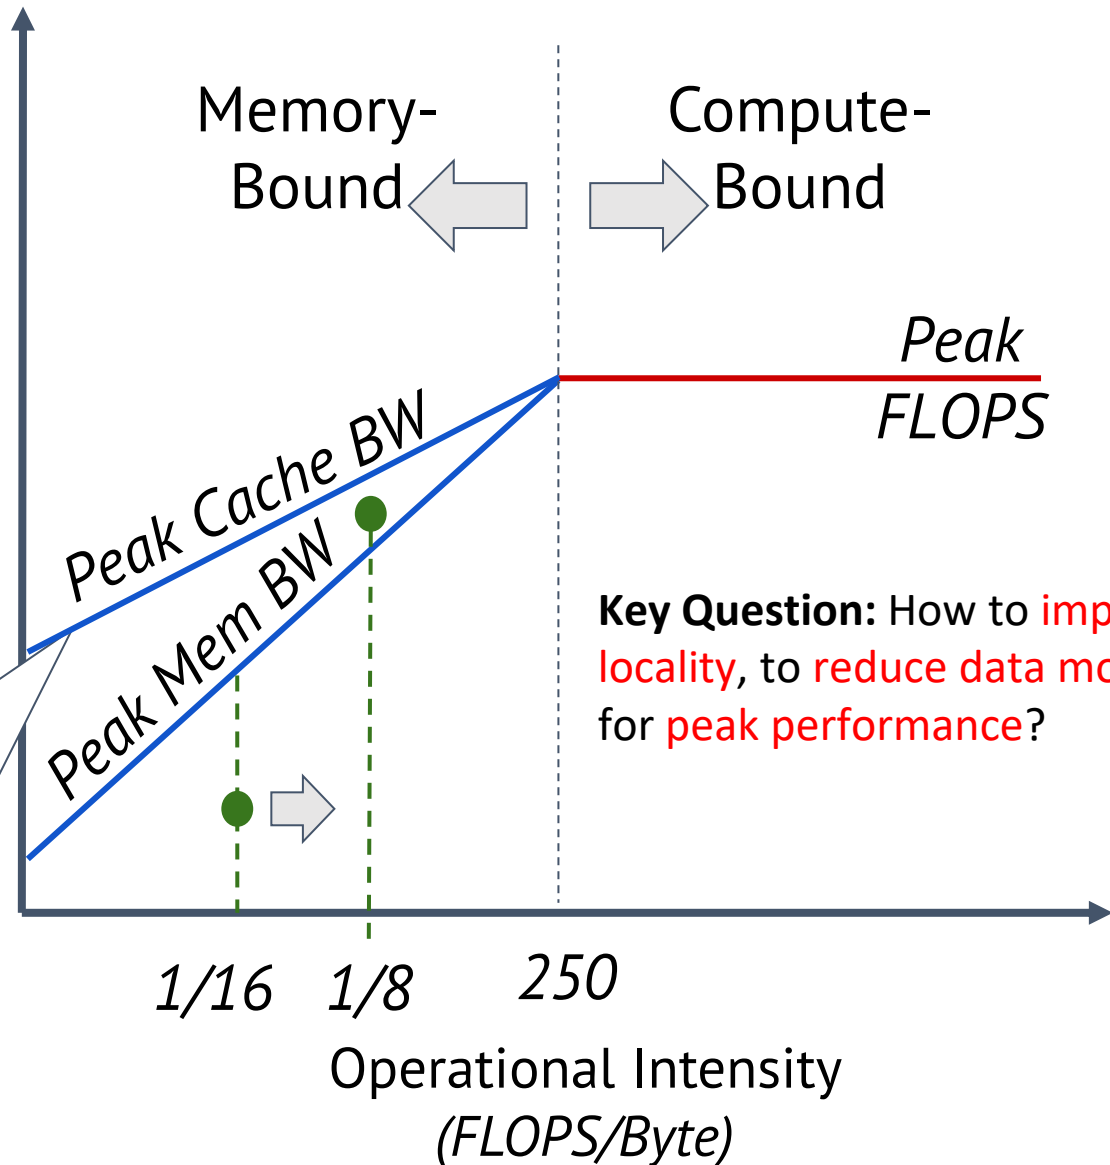 Memory-
Bound
Compute-
Bound
Peak
FLOPS
Peak Cache BW
Peak Mem BW
Key Question: How to imp
locality, to reduce data mo
for peak performance?
1/16 1/8 250
Operational Intensity
(FLOPS/Byte)